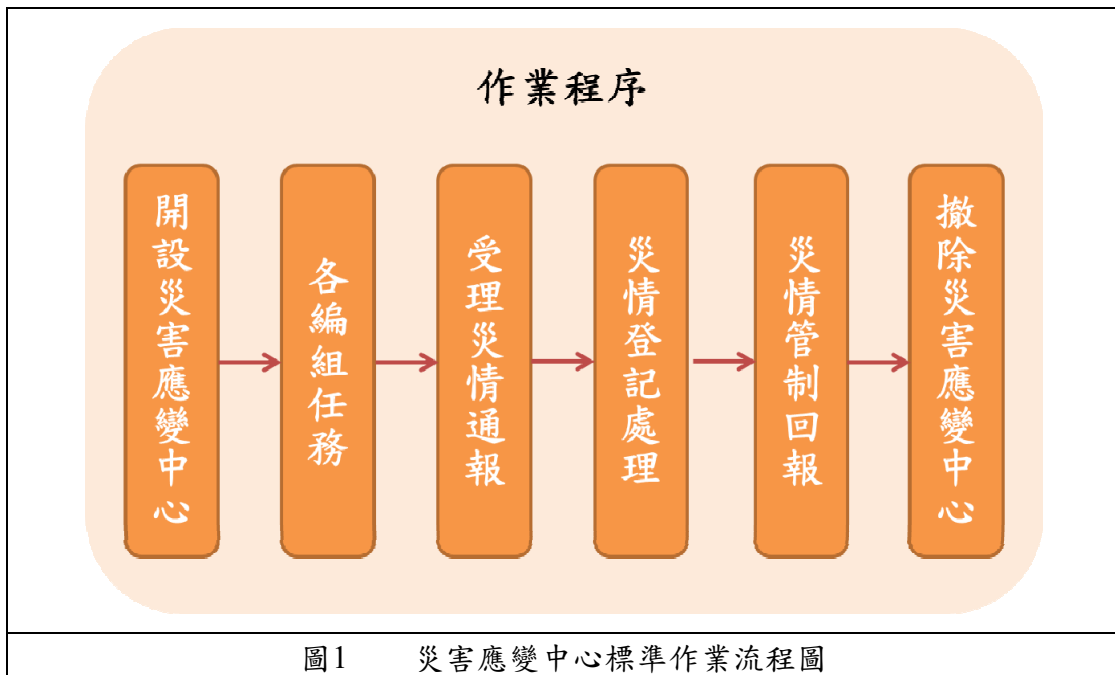 作業程序
開設災害應變中心
各編組任務
受理災情通報
災情登記處理
災情管制回報
撤除災害應變中心
圖1 災害應變中心標準作業流程圖